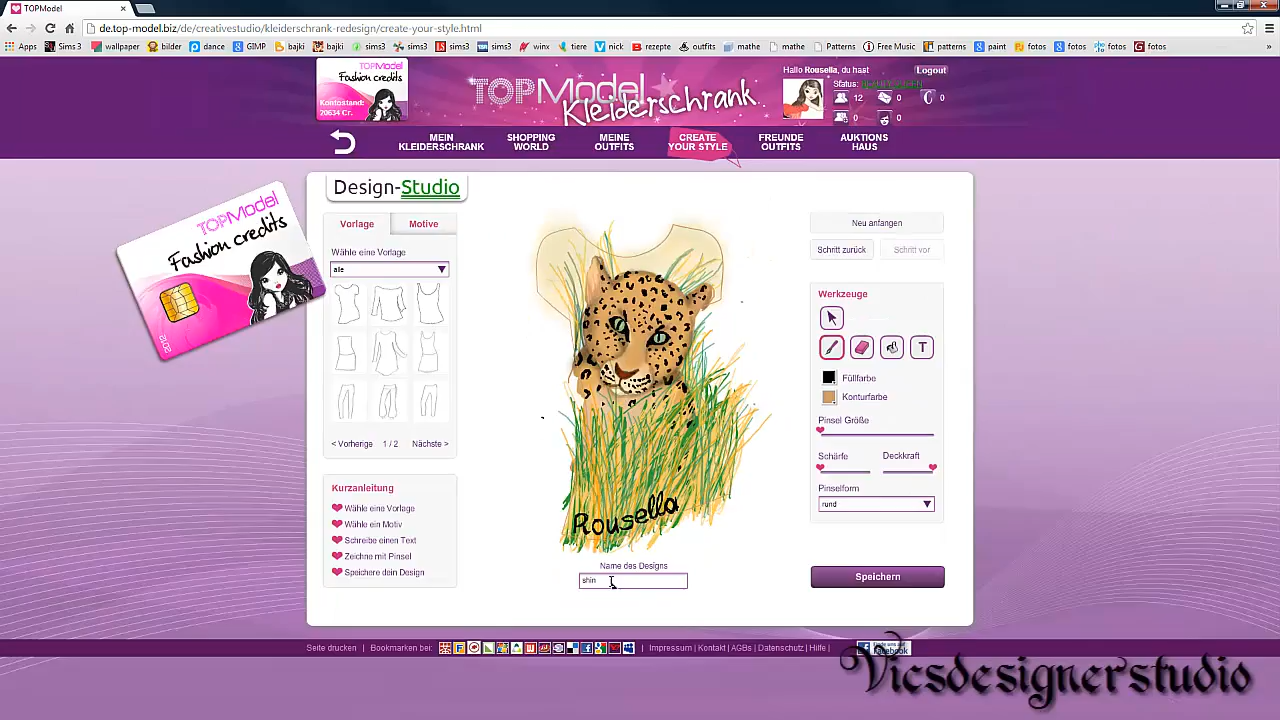 TOPModel
de.top-model.biz/de/creativestudio/kleiderschrank-redesign/create-your-style.html
Apps Sims 3 wallpaper bilder dance GIMP bajki bajki sims3 sims3 winx tiere nick rezepte outfits mathe mathe Patterns Free Music patterns paint fotos fotos fotos gothic »
TOPModel
Fashion credits
Kontostand:
20634 Cr.
TOPModel
Kleiderschrank
Hallo Rousella, du hast
Logout
Status:
12 0 0
0 0
MEIN KLEIDERSCHRANK
SHOPPING WORLD
MEINE OUTFITS
CREATE YOUR STYLE
FREUNDE OUTFITS
AUKTIONS HAUS
TOPModel
Fashion credits
2012
Design-Studio
Vorlage Motive
Wähle eine Vorlage
alle
< Vorherige 1 / 2 Nächste >
Kurzanleitung
Wähle eine Vorlage
Wähle ein Motiv
Schreibe einen Text
Zeichne mit Pinsel
Speichere dein Design
Rousella
Name des Designs
shin
Neu anfangen
Schritt zurück Schritt vor
Werkzeuge
T
Füllfarbe
Konturfarbe
Pinsel Größe
Schärfe Deckkraft
Pinselform
rund
Speichern
Seite drucken | Bookmarken bei: | Impressum | Kontakt | AGBs | Datenschutz | Hilfe |
facebook
Vicsdesignerstudio